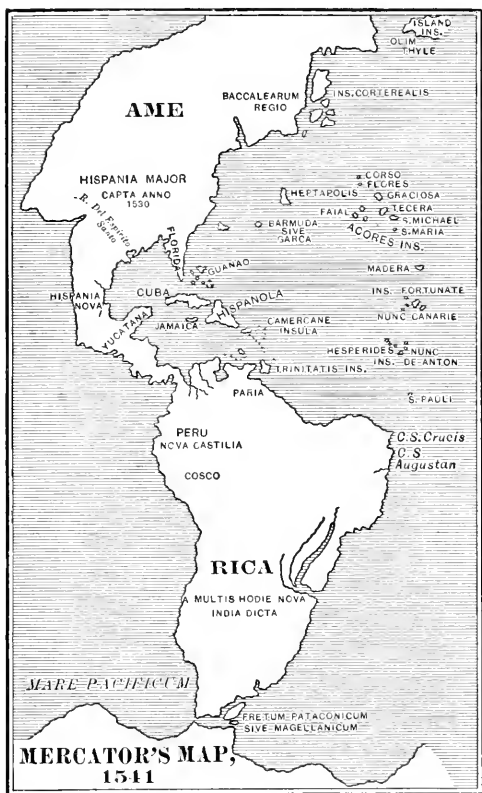 ISLAND
INS.
OLIM
THYLE
BACCALEARUM
REGIO
INS. CORTEREALIS
AME
HISPANIA MAJOR
CAPTA ANNO
1530
R. Del Espiritu
Santo
CORSO
FLORES
HEPTAPOLIS
GRACIOSA
FAIAL
TECERA
S. MICHAEL
S. MARIA
ACORES INS.
BARMUDA
SIVE
GARCA
FLORIDA
GUANAO
MADERA
CUBA
HISPANIA
NOVA
HISPANOLA
INS. FORTUNATE
NUNC CANARIE
YUCATANA
JAMAICA
CAMERCANE
INSULA
HESPERIDES
NUNC
INS. DE ANTON
TRINITATIS INS.
PARIA
S. PAULI
PERU
NOVA CASTILIA
C.S. Crucis
C S
Augustan
COSCO
RICA
A MULTIS HODIE NOVA
INDIA DICTA
MARE PACIFICUM
FRETUM PATACONICUM
SIVE MAGELLANICUM
MERCATOR'S MAP,
1541